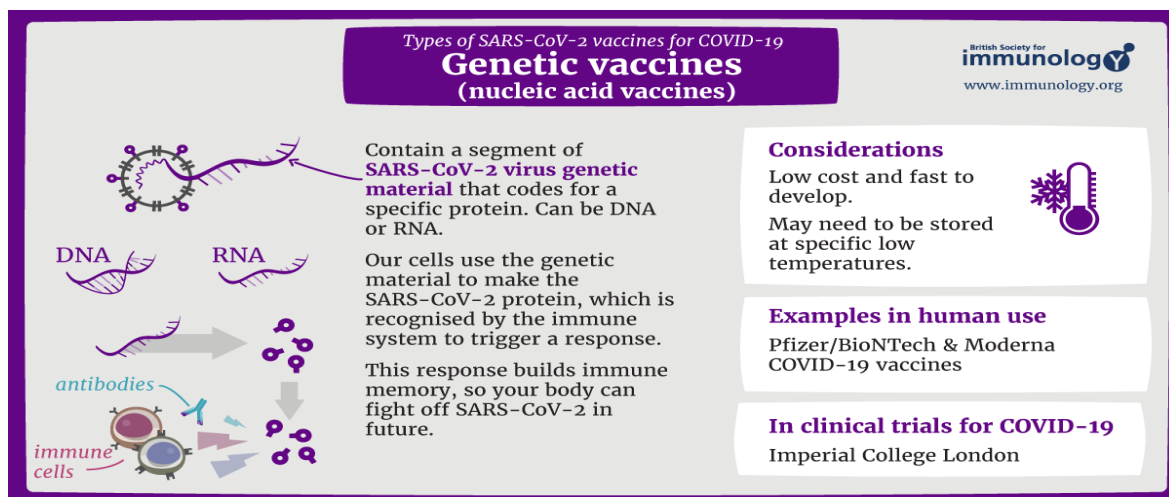 Types of SARS-CoV-2 vaccines for COVID-19
Genetic vaccines
(nucleic acid vaccines)
British Society for
immunology
www.immunology.org
Contain a segment of
SARS-CoV-2 virus genetic
material that codes for a
specific protein. Can be DNA
or RNA.
DNA
RNA
Our cells use the genetic
material to make the
SARS-CoV-2 protein, which is
recognised by the immune
system to trigger a response.
This response builds immune
memory, so your body can
fight off SARS-CoV-2 in
future.
antibodies
immune
cells
Considerations
Low cost and fast to
develop.
May need to be stored
at specific low
temperatures.
Examples in human use
Pfizer/BioNTech & Moderna
COVID-19 vaccines
In clinical trials for COVID-19
Imperial College London